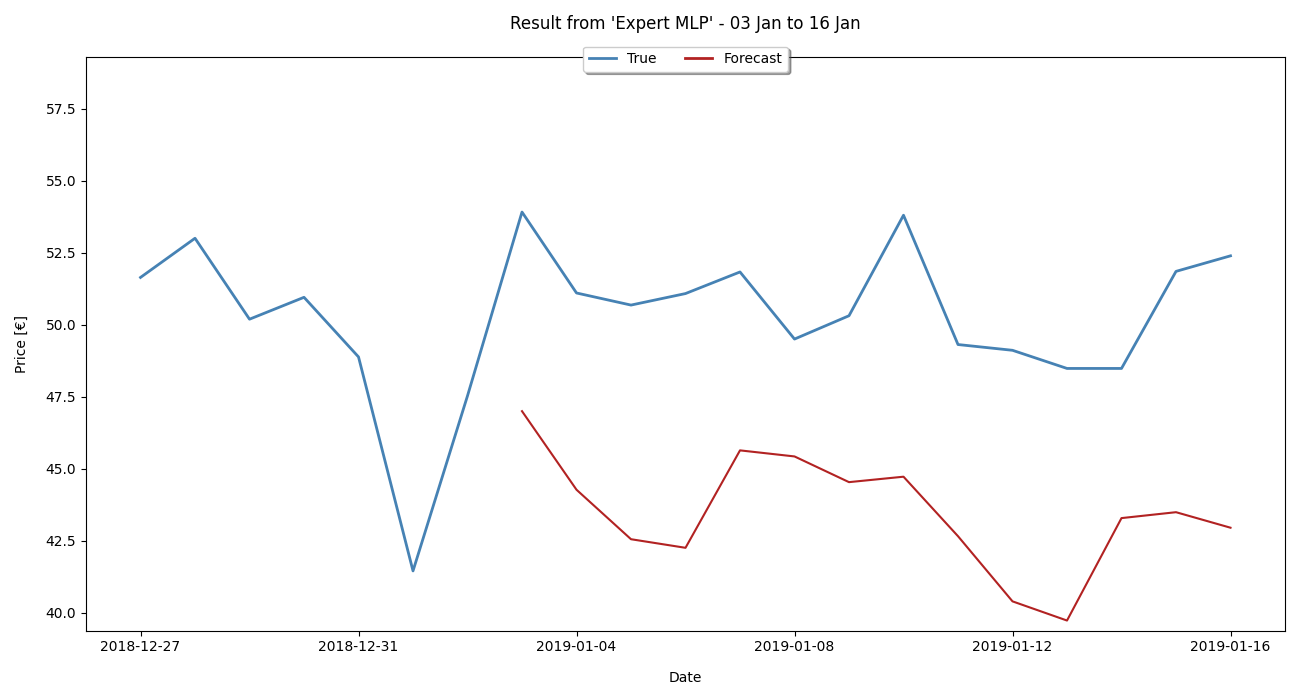 Result from 'Expert MLP' - 03 Jan to 16 Jan
True Forecast
57.5
55.0
52.5
50.0
47.5
45.0
42.5
40.0
Price [€]
2018-12-27 2018-12-31 2019-01-04 2019-01-08 2019-01-12 2019-01-16
Date